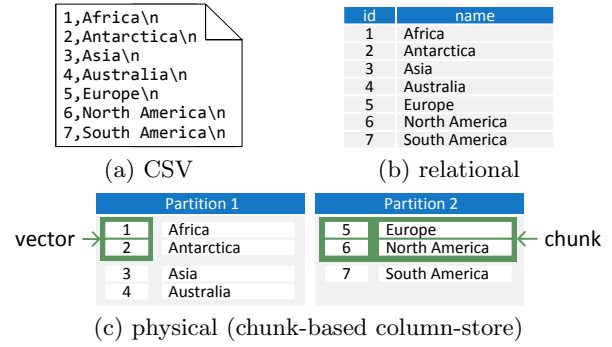 1,Africa\n
2,Antarctica\n
3,Asia\n
4,Australia\n
5,Europe\n
6,North America\n
7,South America\n
(a) CSV
id name
1 Africa
2 Antarctica
3 Asia
4 Australia
5 Europe
6 North America
7 South America
(b) relational
Partition 1 Partition 2
vector
1 Africa
2 Antarctica
3 Asia
4 Australia
5 Europe
6 North America
7 South America
chunk
(c) physical (chunk-based column-store)